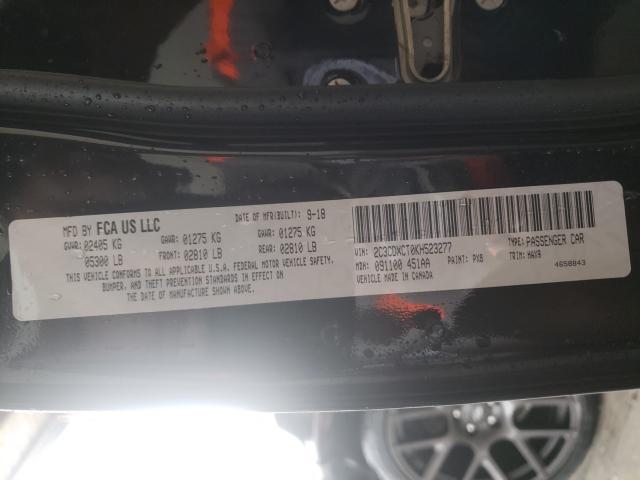 MFD BY FCA US LLC DATE OF MFR(BUILT): 9-18
GVWR: 02405 KG GAWR: 01275 KG GAWR: 01275 KG
05300 LB FRONT: 02810 LB REAR: 02810 LB
THIS VEHICLE CONFORMS TO ALL APPLICABLE U.S.A. FEDERAL MOTOR VEHICLE SAFETY,
BUMPER, AND THEFT PREVENTION STANDARDS IN EFFECT ON
THE DATE OF MANUFACTURE SHOWN ABOVE.
VIN: 2C3CDXCT0KH523277 TYPE: PASSENGER CAR
MDH: 091100 451AA PAINT: PX8 TRIM: HAX9
VEHICLE MADE IN CANADA 4658843